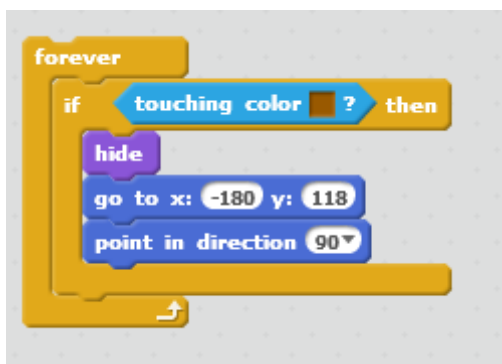 forever
if touching color ? then
hide
go to x: -180 y: 118
point in direction 90